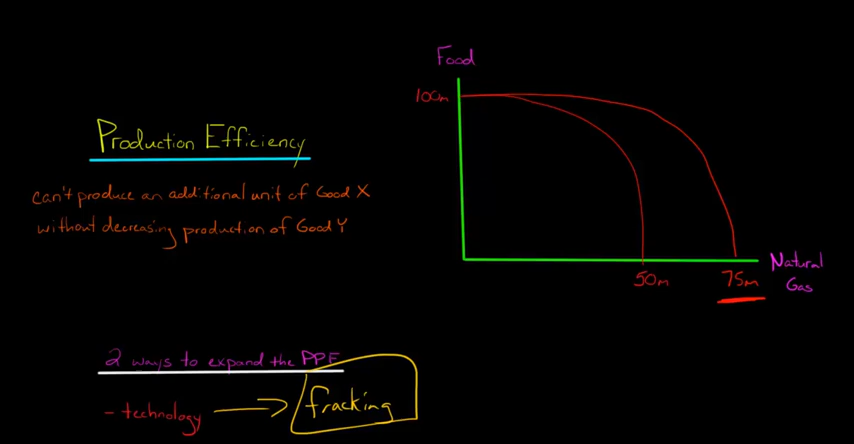 Production Efficiency
can't produce an additional unit of Good X
without decreasing production of Good Y
2 ways to expand the PPF
- technology
fracking
Food
100m
50m
75m
Natural
Gas